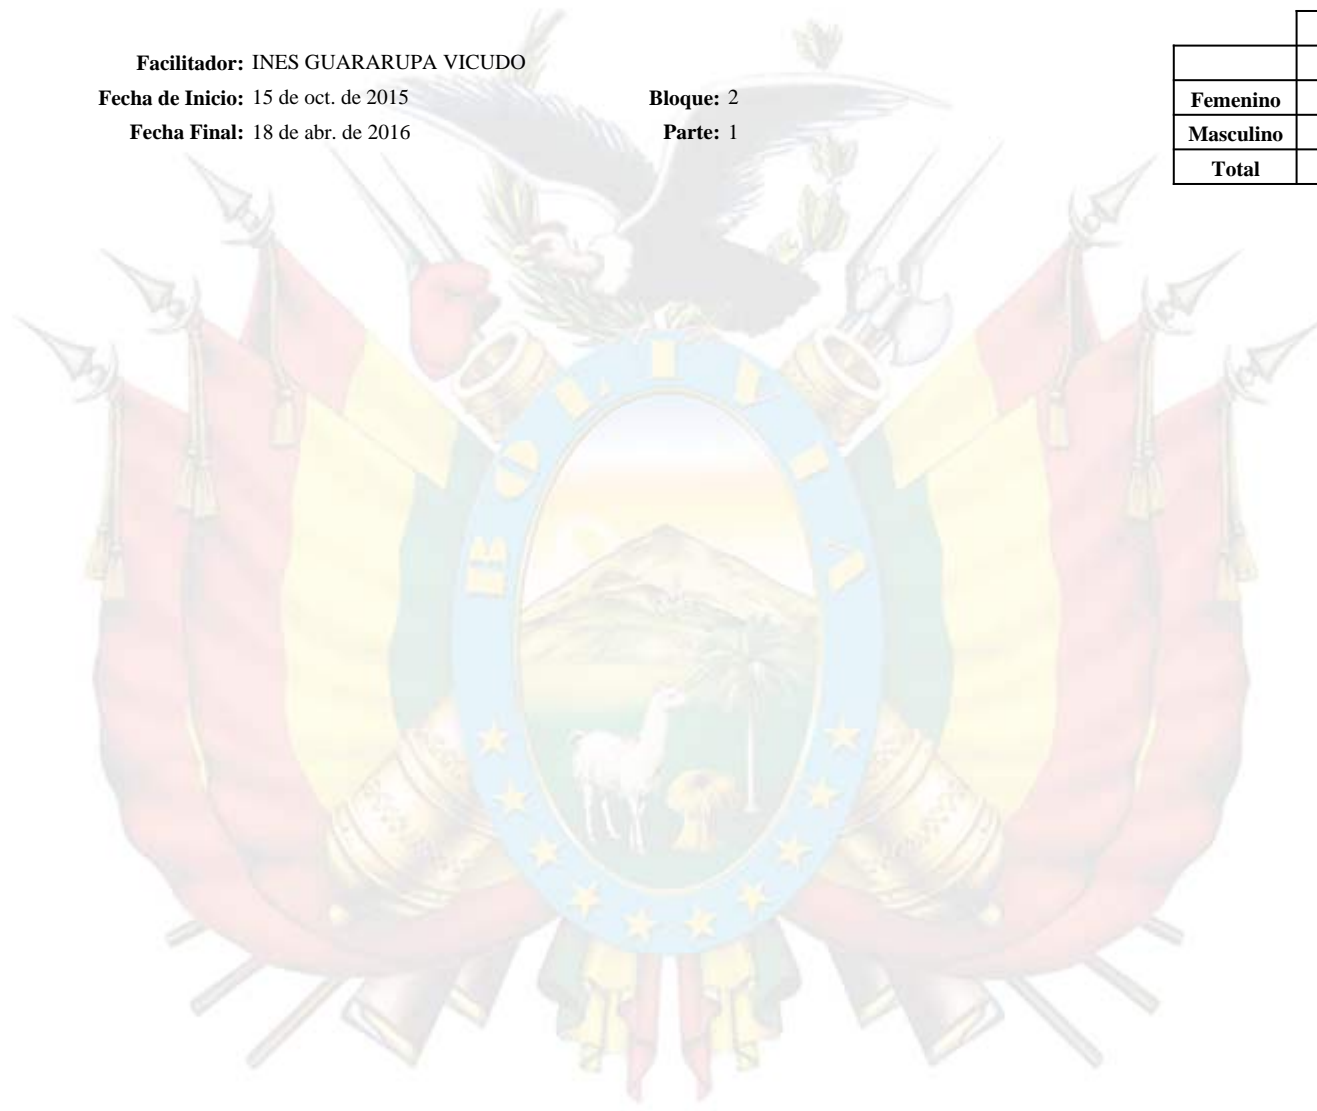 Facilitador: INES GUARARUPA VICUDO
Fecha de Inicio: 15 de oct. de 2015 Bloque: 2
Fecha Final: 18 de abr. de 2016 Parte: 1
Femenino
Masculino
Total
BOLIVIA